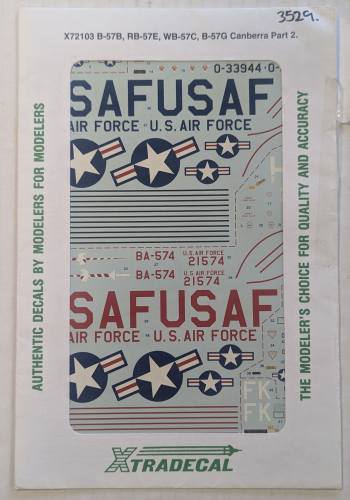 3529.
X72103 B-57B, RB-57E, WB-57C, B-57G Canberra Part 2.
AUTHENTIC DECALS BY MODELERS FOR MODELERS
THE MODELER'S CHOICE FOR QUALITY AND ACCURACY
0-33944 0-
SAFUSAF
AIR FORCE U.S. AIR FORCE
BA-574 U.S. AIR FORCE
21574
BA-574 U.S. AIR FORCE
21574
SAFUSAF
AIR FORCE U.S. AIR FORCE
FK
FK
XTRADECAL